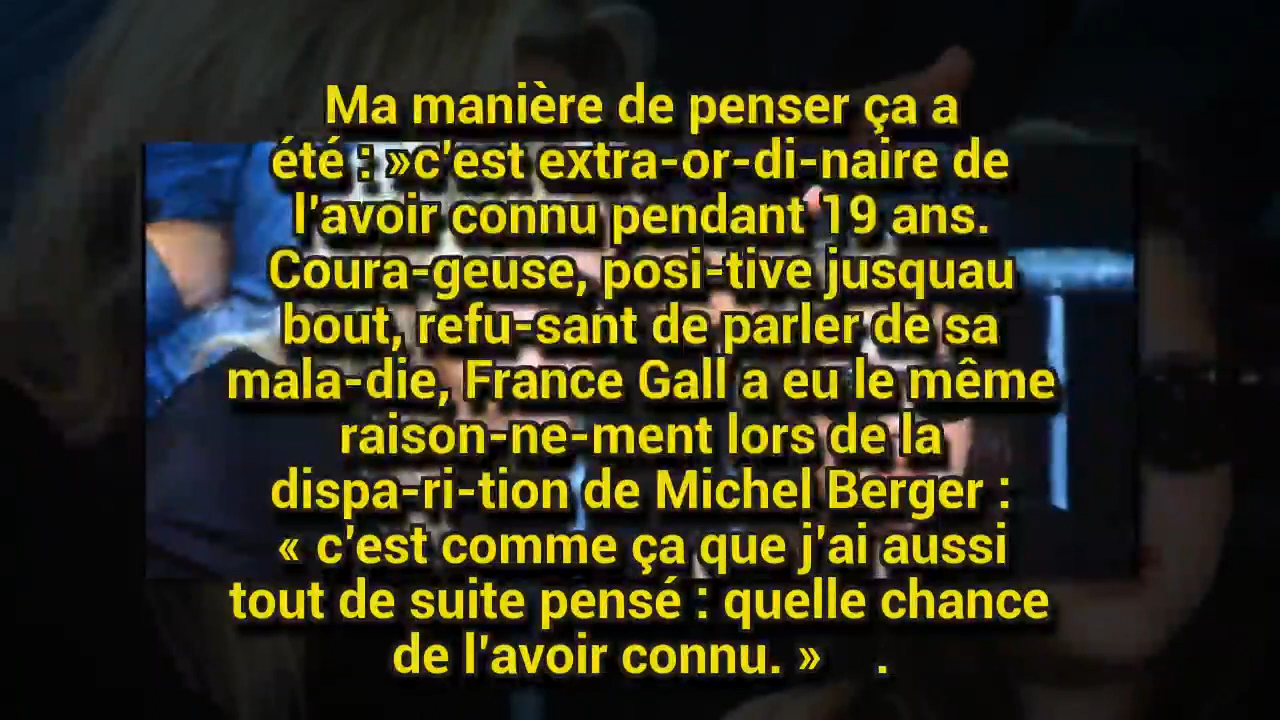 Ma manière de penser ça a
été : »c'est extra-or-di-naire de
l'avoir connu pendant 19 ans.
Coura-geuse, posi-tive jusquau
bout, refu-sant de parler de sa
mala-die, France Gall a eu le même
raison-ne-ment lors de la
dispa-ri-tion de Michel Berger :
« c'est comme ça que j'ai aussi
tout de suite pensé : quelle chance
de l'avoir connu. » .